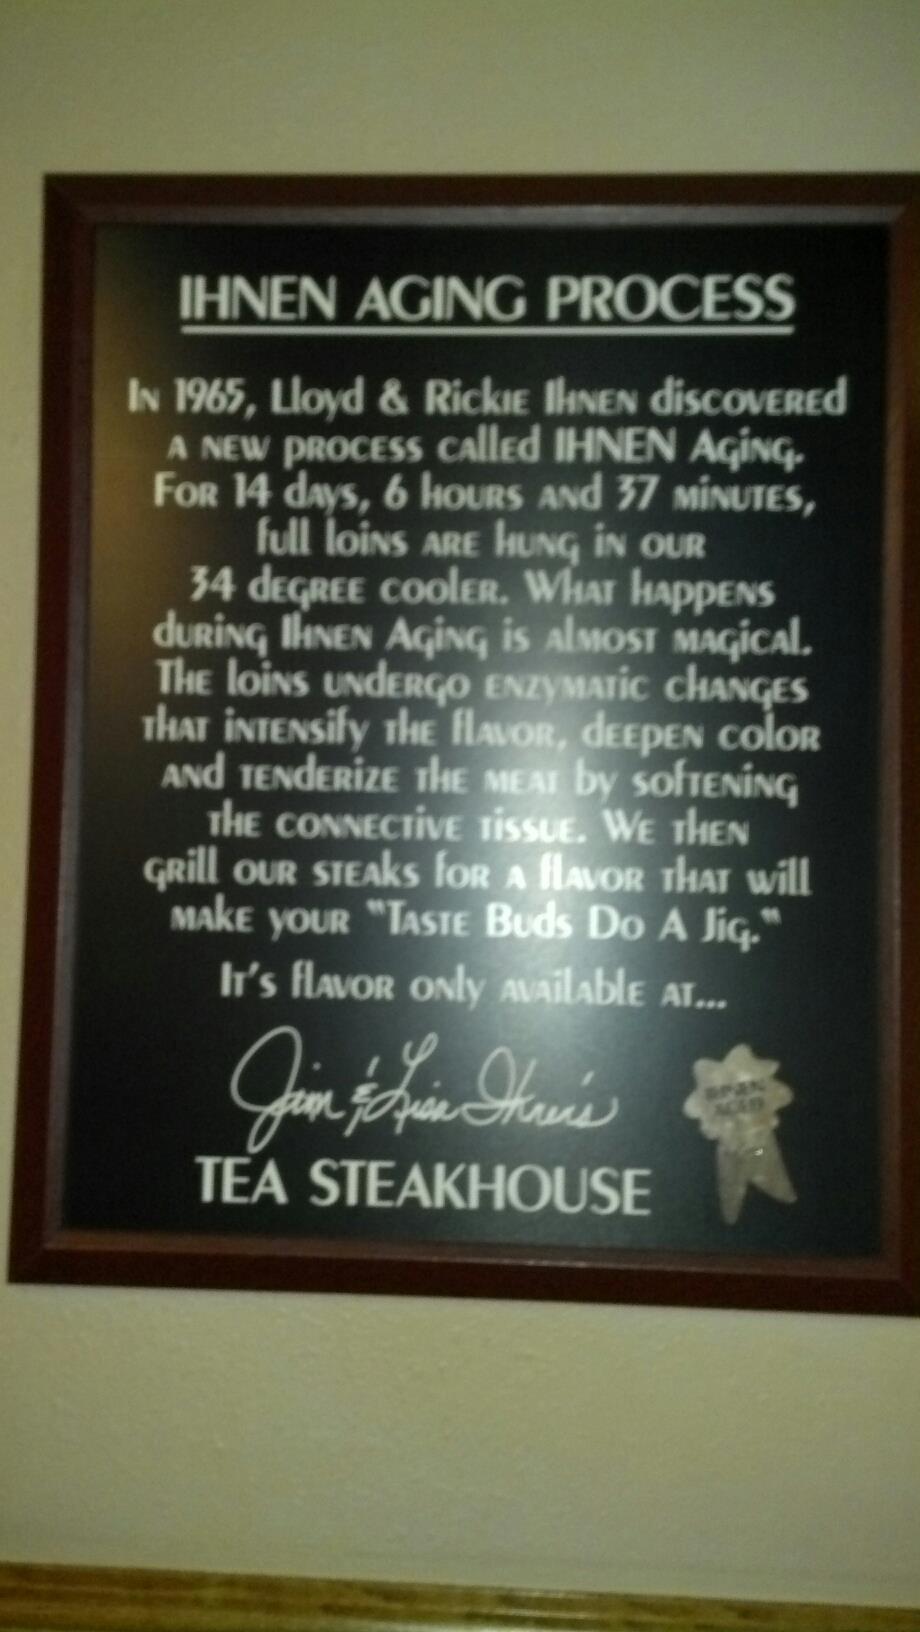 IHNEN AGING PROCESS
In 1965, Lloyd & Rickie Ihnen discovered
a new process called IHNEN Aging.
For 14 days, 6 hours and 37 minutes,
full loins are hung in our
34 degree cooler. What happens
during Ihnen Aging is almost magical.
The loins undergo enzymatic changes
that intensify the flavor, deepen color
and tenderize the meat by softening
the connective tissue. We then
grill our steaks for a flavor that will
make your "Taste Buds Do A Jig."
It's flavor only available at...
Jim & Lisa Ihnen's
TEA STEAKHOUSE